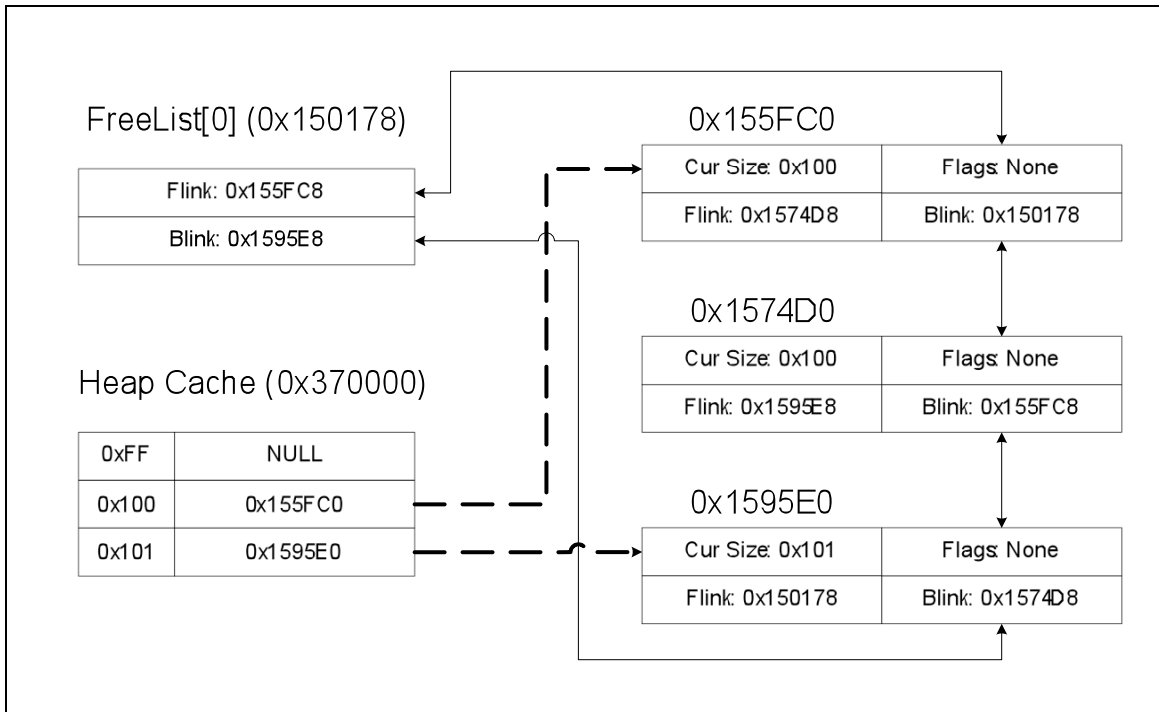 FreeList[0] (0x150178)
Flink: 0x155FC8
Blink: 0x1595E8
Heap Cache (0x370000)
0xFF NULL
0x100 0x155FC0
0x101 0x1595E0
0x155FC0
Cur Size: 0x100 Flags: None
Flink: 0x1574D8 Blink: 0x150178
0x1574D0
Cur Size: 0x100 Flags: None
Flink: 0x1595E8 Blink: 0x155FC8
0x1595E0
Cur Size: 0x101 Flags: None
Flink: 0x150178 Blink: 0x1574D8